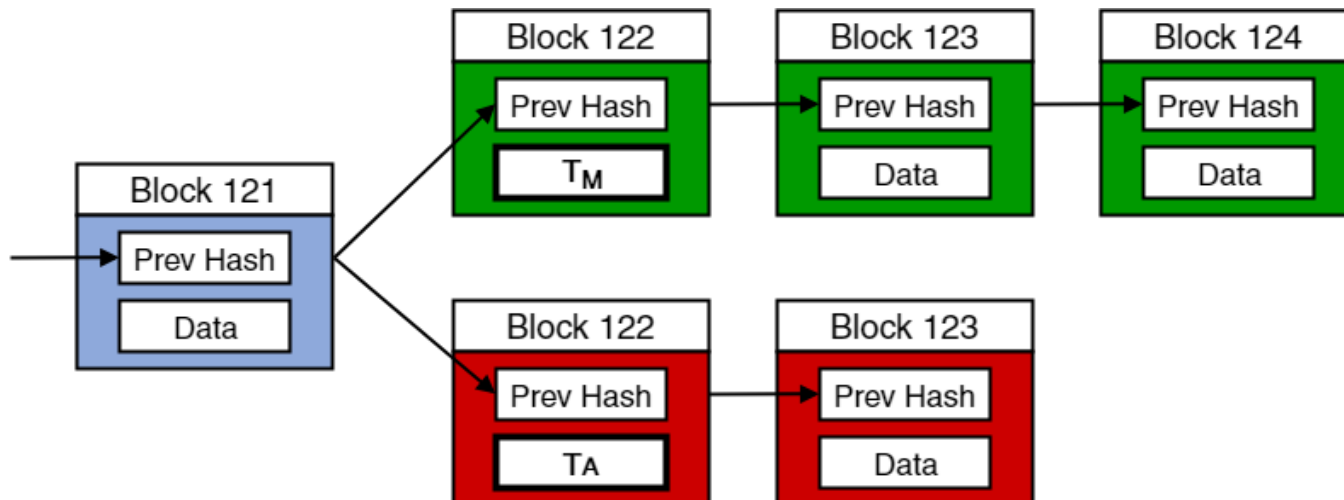 Block 122
Prev Hash
TM
Block 123
Prev Hash
Data
Block 124
Prev Hash
Data
Block 121
Prev Hash
Data
Block 122
Prev Hash
TA
Block 123
Prev Hash
Data